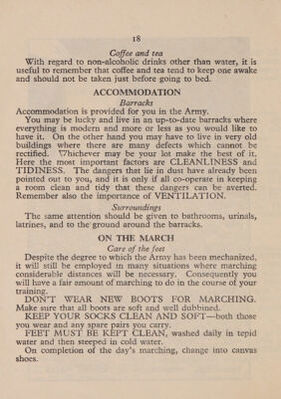 18
Coffee and tea
With regard to non-alcoholic drinks other than water, it is
useful to remember that coffee and tea tend to keep one awake
and should not be taken just before going to bed.
ACCOMMODATION
Barracks
Accommodation is provided for you in the Army.
You may be lucky and live in an up-to-date barracks where
everything is modern and more or less as you would like to
have it. On the other hand you may have to live in very old
buildings where there are many defects which cannot be
rectified. Whichever may be your lot make the best of it.
Here the most important factors are CLEANLINESS and
TIDINESS. The dangers that lie in dust have already been
pointed out to you, and it is only if all co-operate in keeping
a room clean and tidy that these dangers can be averted.
Remember also the importance of VENTILATION.
Surroundings
The same attention should be given to bathrooms, urinals,
latrines, and to the ground around the barracks.
ON THE MARCH
Care of the feet
Despite the degree to which the Army has been mechanized,
it will still be employed in many situations where marching
considerable distances will be necessary. Consequently you
will have a fair amount of marching to do in the course of your
training.
DON'T WEAR NEW BOOTS FOR MARCHING.
Make sure that all boots are soft and well dubbined.
KEEP YOUR SOCKS CLEAN AND SOFT—both those
you wear and any spare pairs you carry.
FEET MUST BE KEPT CLEAN, washed daily in tepid
water and then steeped in cold water.
On completion of the day's marching, change into canvas
shoes.